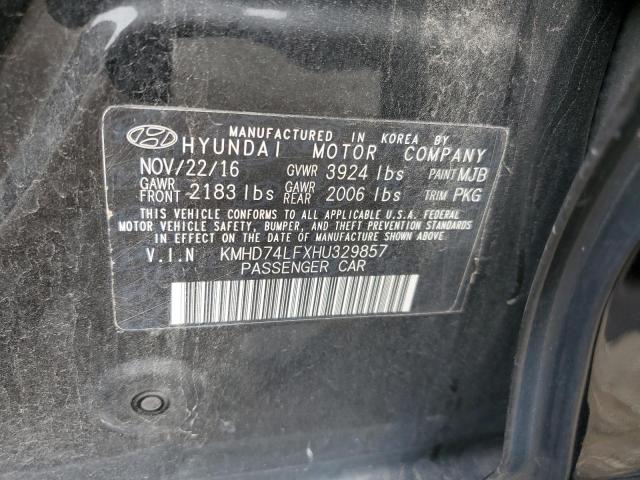 MANUFACTURED IN KOREA BY
HYUNDAI MOTOR COMPANY
NOV/22/16 GVWR 3924 lbs PAINT MJB
GAWR FRONT 2183 lbs GAWR REAR 2006 lbs TRIM PKG
THIS VEHICLE CONFORMS TO ALL APPLICABLE U.S.A. FEDERAL
MOTOR VEHICLE SAFETY, BUMPER, AND THEFT PREVENTION STANDARDS
IN EFFECT ON THE DATE OF MANUFACTURE SHOWN ABOVE.
V.I.N KMHD74LFXHU329857
PASSENGER CAR